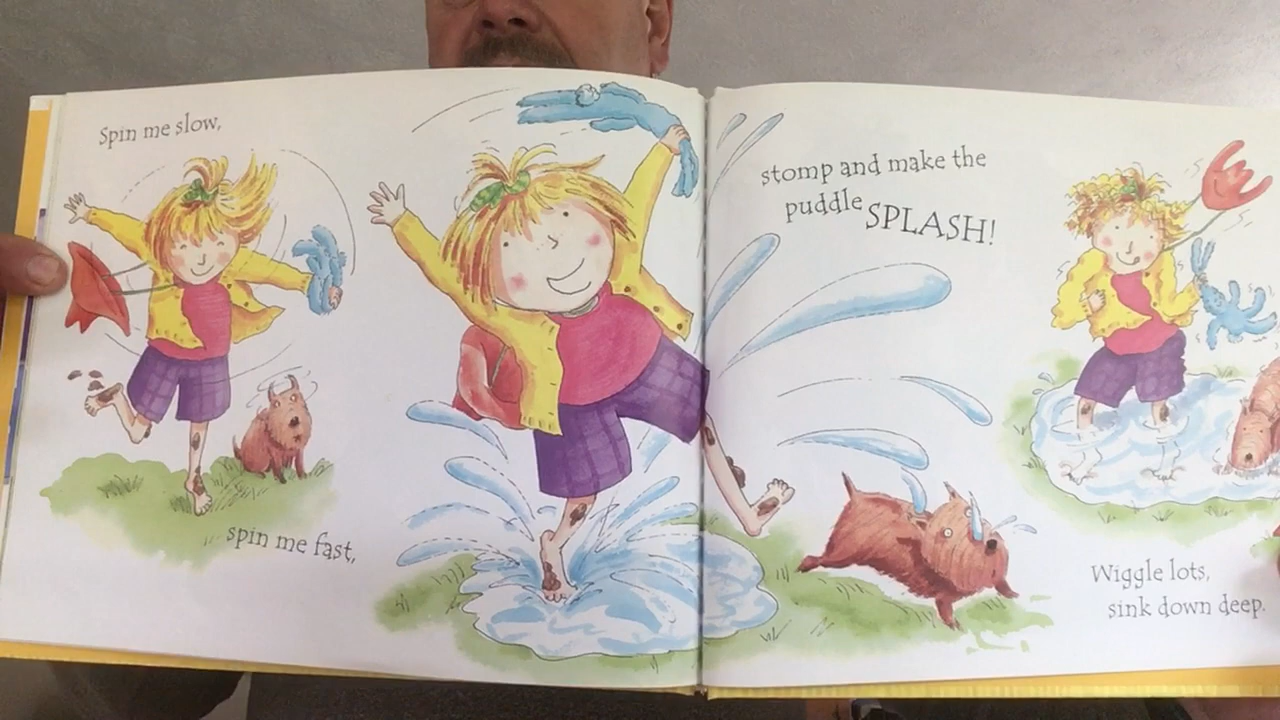 Spin me slow,
spin me fast,
stomp and make the
puddle SPLASH!
Wiggle lots,
sink down deep.